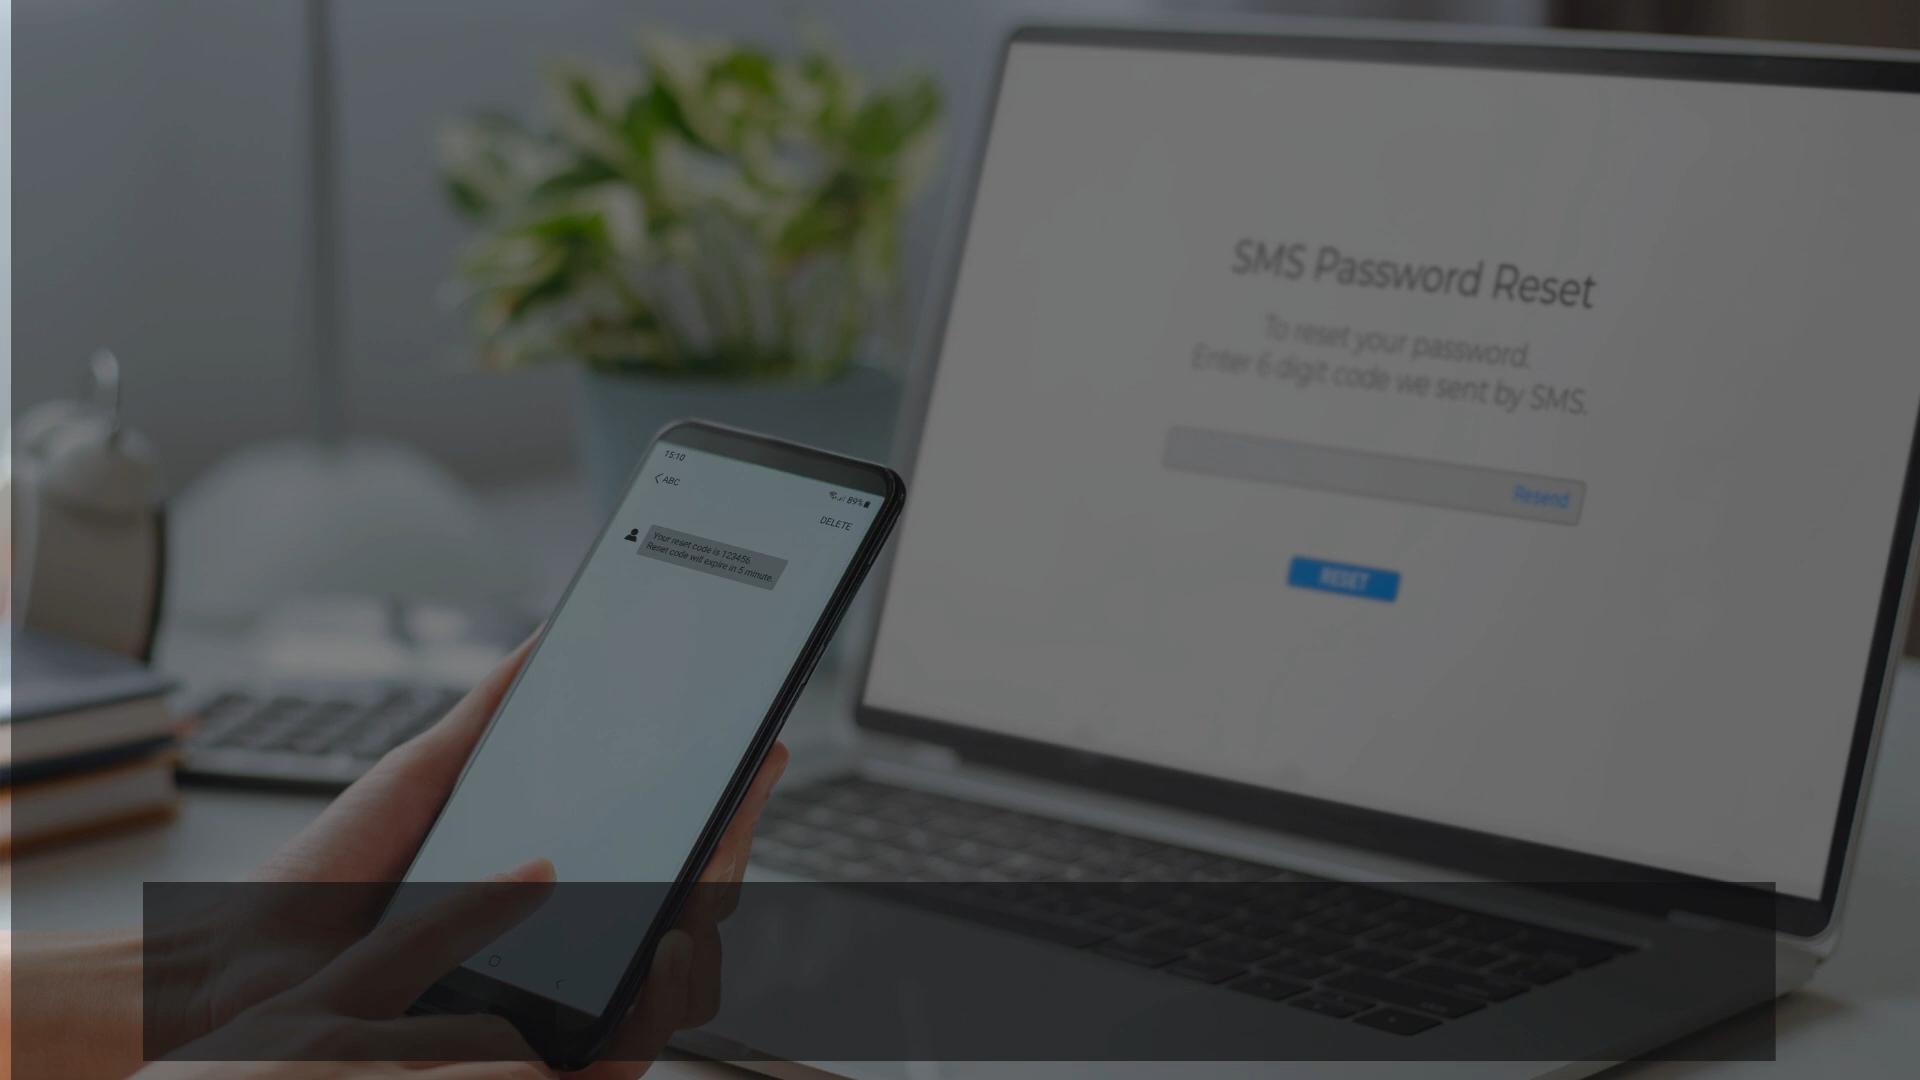 SMS Password Reset
To reset your password.
Enter 6 digit code we sent by SMS.
Resend
RESET
15:10
89%
ABC
DELETE
Your reset code is 123456.
Reset code will expire in 5 minute.